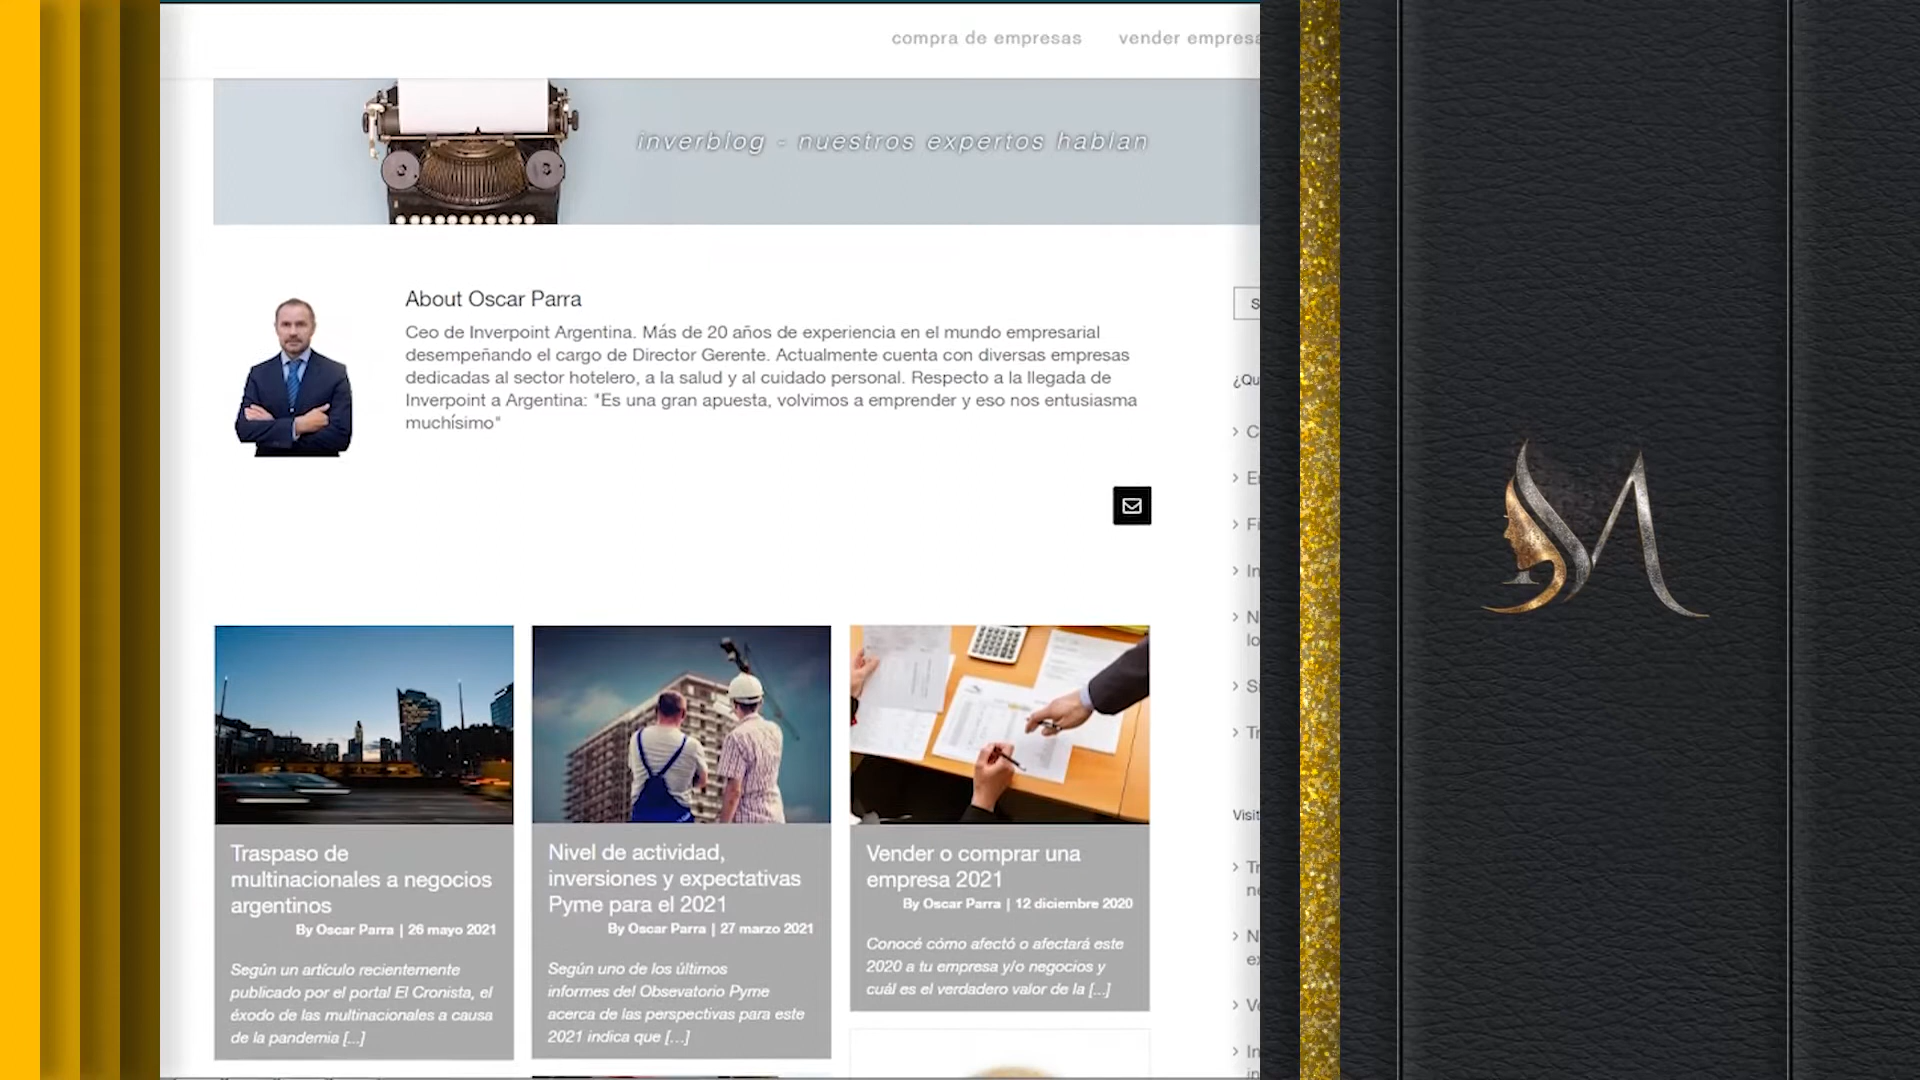 compra de empresas vender empresa
inverblog - nuestros expertos hablan
About Oscar Parra
Ceo de Inverpoint Argentina. Más de 20 años de experiencia en el mundo empresarial
desempeñando el cargo de Director Gerente. Actualmente cuenta con diversas empresas
dedicadas al sector hotelero, a la salud y al cuidado personal. Respecto a la llegada de
Inverpoint a Argentina: "Es una gran apuesta, volvimos a emprender y eso nos entusiasma
muchísimo"
Traspaso de
multinacionales a negocios
argentinos
By Oscar Parra | 26 mayo 2021
Según un artículo recientemente
publicado por el portal El Cronista, el
éxodo de las multinacionales a causa
de la pandemia [...]
Nivel de actividad,
inversiones y expectativas
Pyme para el 2021
By Oscar Parra | 27 marzo 2021
Según uno de los últimos
informes del Obsevatorio Pyme
acerca de las perspectivas para este
2021 indica que [...]
Vender o comprar una
empresa 2021
By Oscar Parra | 12 diciembre 2020
Conocé cómo afectó o afectará este
2020 a tu empresa y/o negocios y
cuál es el verdadero valor de la [...]